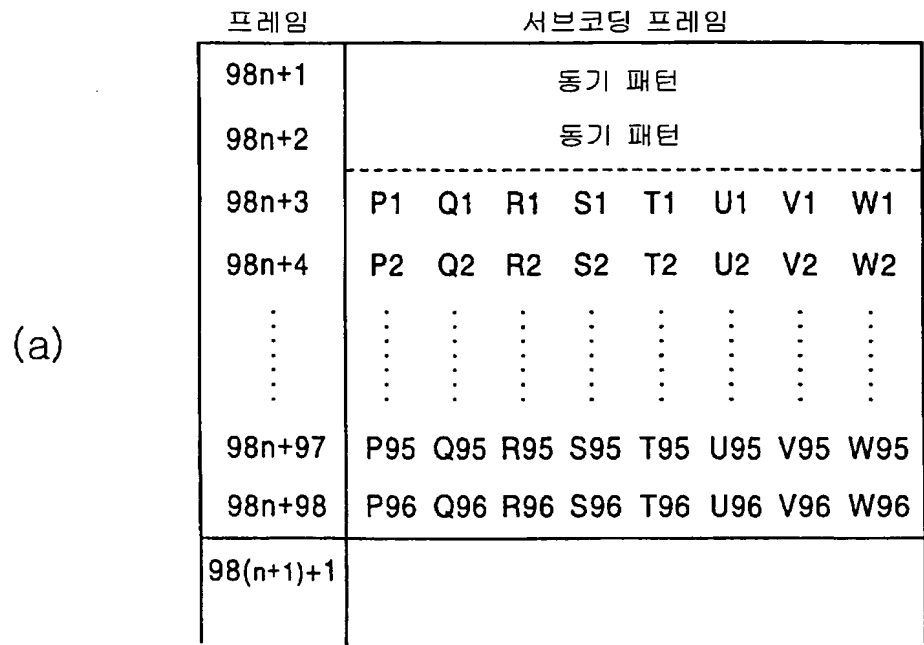 프레임 서브코딩 프레임
98n+1 동기 패턴
98n+2 동기 패턴
98n+3 P1 Q1 R1 S1 T1 U1 V1 W1
98n+4 P2 Q2 R2 S2 T2 U2 V2 W2
(a)
98n+97 P95 Q95 R95 S95 T95 U95 V95 W95
98n+98 P96 Q96 R96 S96 T96 U96 V96 W96
98(n+1)+1